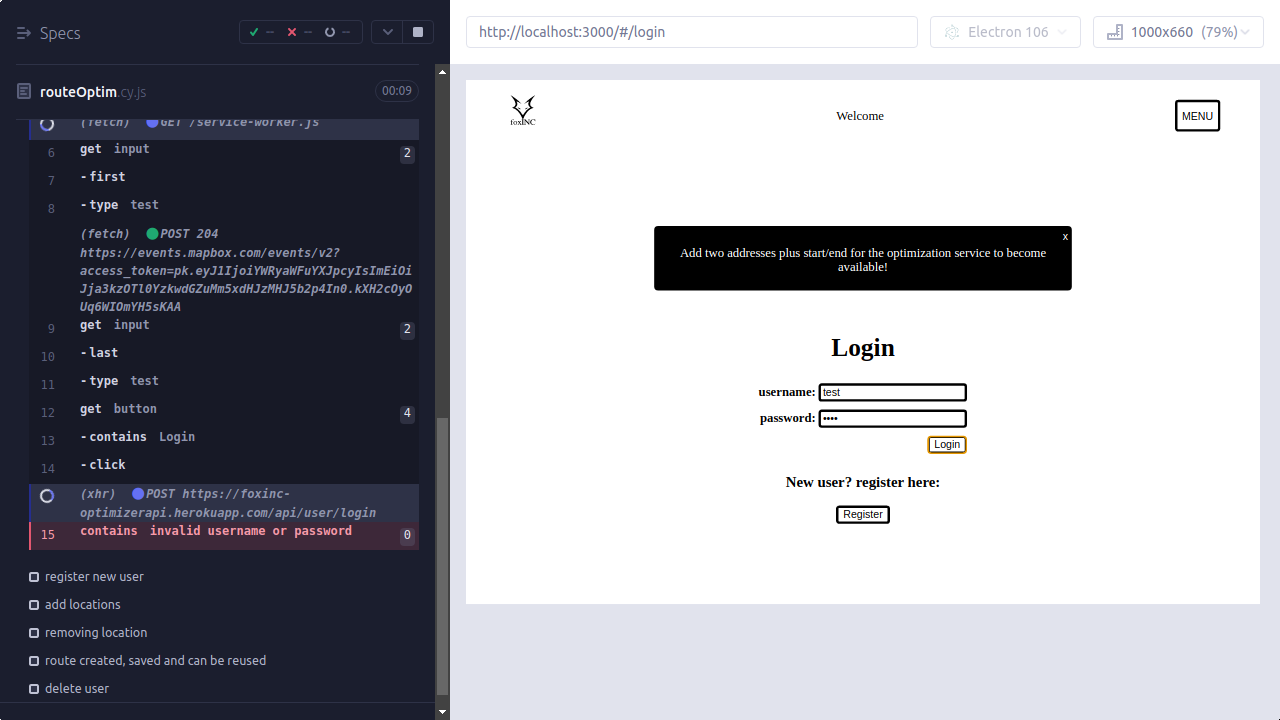 Specs
routeOptim.cy.js
00:09
(fetch) GET /service-worker.js
6 get input 2
7 -first
8 -type test
(fetch) POST 204
https://events.mapbox.com/events/v2?
access_token=pk.eyJ1IjoiYWRyaWFuYXJpcyIsImEiOi
Jja3kzOTl0YzkwdGZuMm5xdHJzMHJ5b2p4In0.kXH2cOyO
Uq6WIOmYH5sKAA
9 get input 2
10 -last
11 -type test
12 get button 4
13 -contains Login
14 -click
(xhr) POST https://foxinc-
optimizerapi.herokuapp.com/api/user/login
15 contains invalid username or password 0
register new user
add locations
removing location
route created, saved and can be reused
delete user
http://localhost:3000/#/login
Electron 106
1000x660 (79%)
foxINC
Welcome
MENU
x
Add two addresses plus start/end for the optimization service to become
available!
Login
username: test
password: ••••
Login
New user? register here:
Register